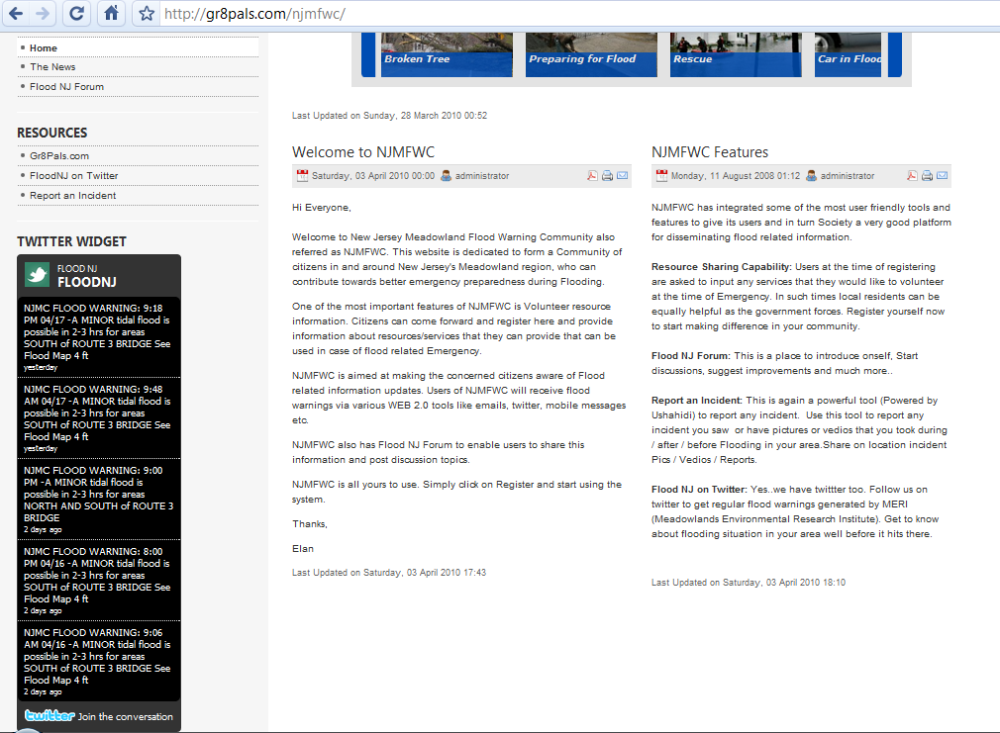 http://gr8pals.com/njmfwc/
Home
The News
Flood NJ Forum
RESOURCES
Gr8Pals.com
FloodNJ on Twitter
Report an Incident
TWITTER WIDGET
FLOOD NJ
FLOODNJ
NJMC FLOOD WARNING: 9:18
PM 04/17 -A MINOR tidal flood is
possible in 2-3 hrs for areas
SOUTH of ROUTE 3 BRIDGE See
Flood Map 4 ft
yesterday
NJMC FLOOD WARNING: 9:48
AM 04/17 -A MINOR tidal flood is
possible in 2-3 hrs for areas
SOUTH of ROUTE 3 BRIDGE See
Flood Map 4 ft
yesterday
NJMC FLOOD WARNING: 9:00
PM -A MINOR tidal flood is
possible in 2-3 hrs for areas
NORTH AND SOUTH of ROUTE 3
BRIDGE
2 days ago
NJMC FLOOD WARNING: 8:00
PM 04/16 -A MINOR tidal flood is
possible in 2-3 hrs for areas
SOUTH of ROUTE 3 BRIDGE See
Flood Map 4 ft
2 days ago
NJMC FLOOD WARNING: 9:06
AM 04/16 -A MINOR tidal flood is
possible in 2-3 hrs for areas
SOUTH of ROUTE 3 BRIDGE See
Flood Map 4 ft
2 days ago
twitter Join the conversation
Broken Tree
Preparing for Flood
Rescue
Car in Flood
Last Updated on Sunday, 28 March 2010 00:52
Welcome to NJMFWC
Saturday, 03 April 2010 00:00 administrator
Hi Everyone,
Welcome to New Jersey Meadowland Flood Warning Community also
referred as NJMFWC. This website is dedicated to form a Community of
citizens in and around New Jersey's Meadowland region, who can
contribute towards better emergency preparedness during Flooding.
One of the most important features of NJMFWC is Volunteer resource
information. Citizens can come forward and register here and provide
information about resources/services that they can provide that can be
used in case of flood related Emergency.
NJMFWC is aimed at making the concerned citizens aware of Flood
related information updates. Users of NJMFWC will receive flood
warnings via various WEB 2.0 tools like emails, twitter, mobile messages
etc.
NJMFWC also has Flood NJ Forum to enable users to share this
information and post discussion topics.
NJMFWC is all yours to use. Simply click on Register and start using the
system.
Thanks,
Elan
Last Updated on Saturday, 03 April 2010 17:43
NJMFWC Features
Monday, 11 August 2008 01:12 administrator
NJMFWC has integrated some of the most user friendly tools and
features to give its users and in turn Society a very good platform
for disseminating flood related information.
Resource Sharing Capability: Users at the time of registering
are asked to input any services that they would like to volunteer
at the time of Emergency. In such times local residents can be
equally helpful as the government forces. Register yourself now
to start making difference in your community.
Flood NJ Forum: This is a place to introduce onself, Start
discussions, suggest improvements and much more..
Report an Incident: This is again a powerful tool (Powered by
Ushahidi) to report any incident. Use this tool to report any
incident you saw or have pictures or vedios that you took during
/ after / before Flooding in your area.Share on location incident
Pics / Vedios / Reports.
Flood NJ on Twitter: Yes..we have twittter too. Follow us on
twitter to get regular flood warnings generated by MERI
(Meadowlands Environmental Research Institute). Get to know
about flooding situation in your area well before it hits there.
Last Updated on Saturday, 03 April 2010 18:10